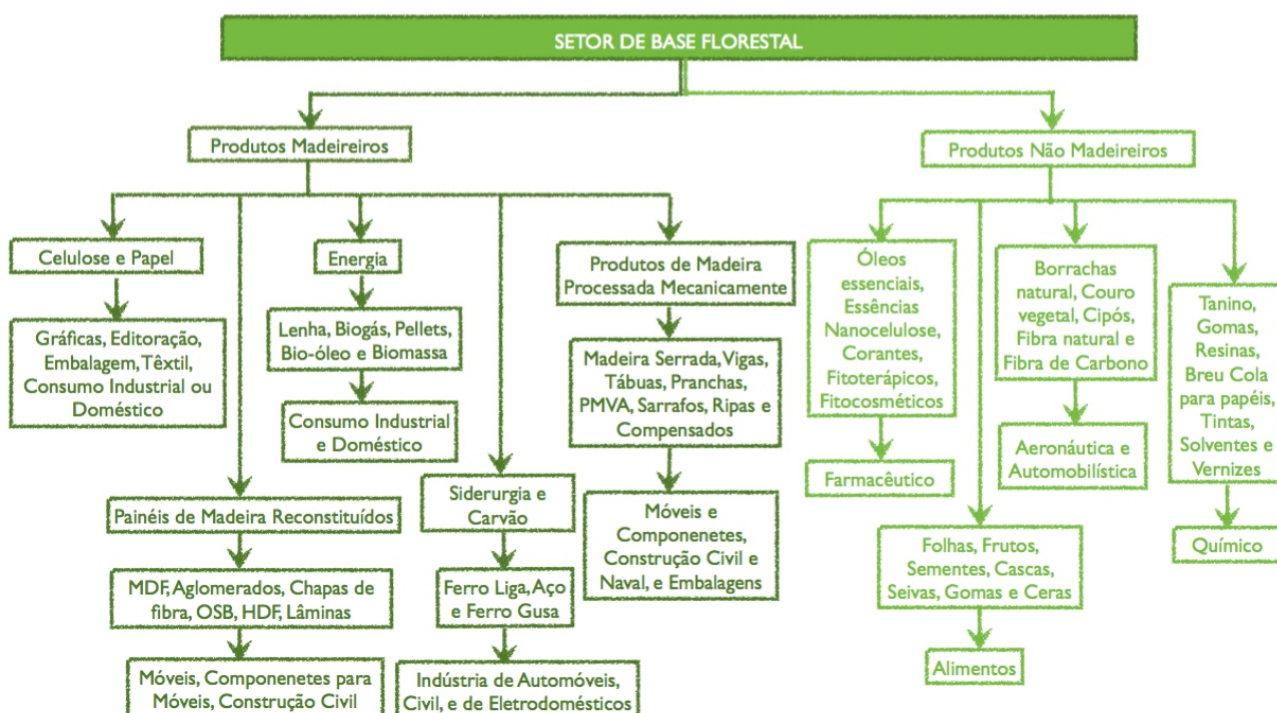 SETOR DE BASE FLORESTAL
Produtos Madeireiros
Produtos Não Madeireiros
Celulose e Papel
Gráficas, Editoração,
Embalagem, Têxtil,
Consumo Industrial ou
Doméstico
Painéis de Madeira Reconstituídos
MDF, Aglomerados, Chapas de
fibra, OSB, HDF, Lâminas
Móveis, Componenetes para
Móveis, Construção Civil
Energia
Lenha, Biogás, Pellets,
Bio-óleo e Biomassa
Consumo Industrial
e Doméstico
Siderurgia e
Carvão
Ferro Liga, Aço
e Ferro Gusa
Indústria de Automóveis,
Civil, e de Eletrodomésticos
Produtos de Madeira
Processada Mecanicamente
Madeira Serrada, Vigas,
Tábuas, Pranchas,
PMVA, Sarrafos, Ripas e
Compensados
Móveis e
Componenetes,
Construção Civil e
Naval, e Embalagens
Óleos
essenciais,
Essências
Nanocelulose,
Corantes,
Fitoterápicos,
Fitocosméticos
Farmacêutico
Folhas, Frutos,
Sementes, Cascas,
Seivas, Gomas e Ceras
Alimentos
Borrachas
natural, Couro
vegetal, Cipós,
Fibra natural e
Fibra de Carbono
Aeronáutica e
Automobilística
Tanino,
Gomas,
Resinas,
Breu Cola
para papéis,
Tintas,
Solventes e
Vernizes
Químico